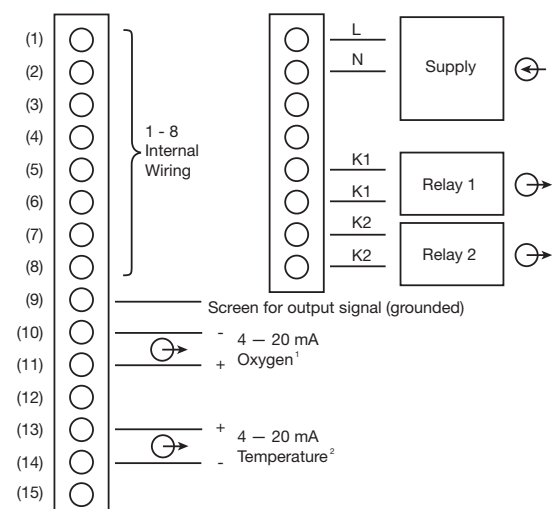 (1)
(2)
(3)
(4)
(5)
(6)
(7)
(8)
(9)
(10)
(11)
(12)
(13)
(14)
(15)
1 - 8
Internal
Wiring
L
N
Supply
K1
K1
Relay 1
K2
K2
Relay 2
Screen for output signal (grounded)
- 4 — 20 mA
+ Oxygen¹
+ 4 — 20 mA
- Temperature²